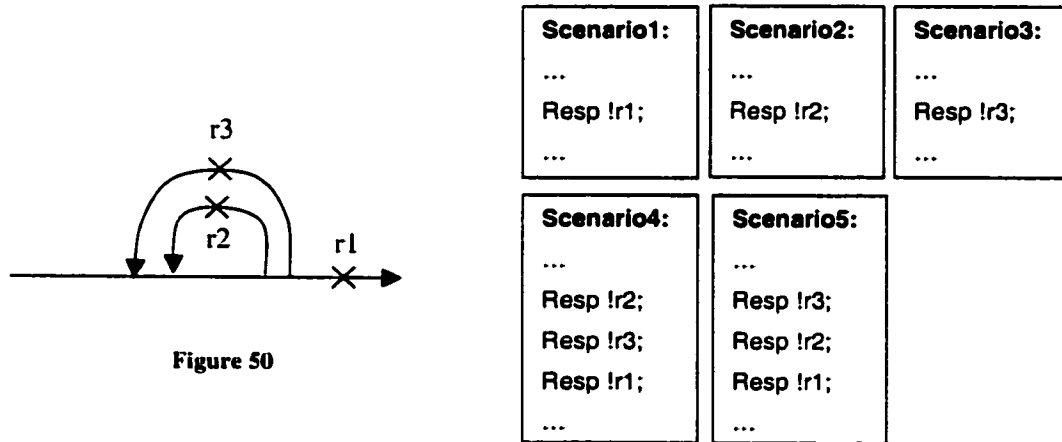 r3
r2
r1
Figure 50
Scenario1:
...
Resp !r1;
...
Scenario2:
...
Resp !r2;
...
Scenario3:
...
Resp !r3;
...
Scenario4:
...
Resp !r2;
Resp !r3;
Resp !r1;
...
Scenario5:
...
Resp !r3;
Resp !r2;
Resp !r1;
...